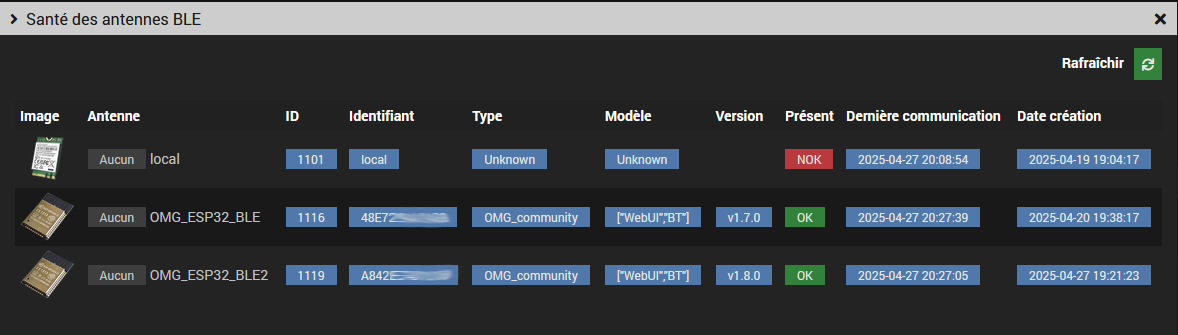 Santé des antennes BLE
Rafraîchir
Image Antenne ID Identifiant Type Modèle Version Présent Dernière communication Date création
Aucun local 1101 local Unknown Unknown NOK 2025-04-27 20:08:54 2025-04-19 19:04:17
Aucun OMG_ESP32_BLE 1116 48E72 OMG_community ["WebUI","BT"] v1.7.0 OK 2025-04-27 20:27:39 2025-04-20 19:38:17
Aucun OMG_ESP32_BLE2 1119 A842E OMG_community ["WebUI","BT"] v1.8.0 OK 2025-04-27 20:27:05 2025-04-27 19:21:23